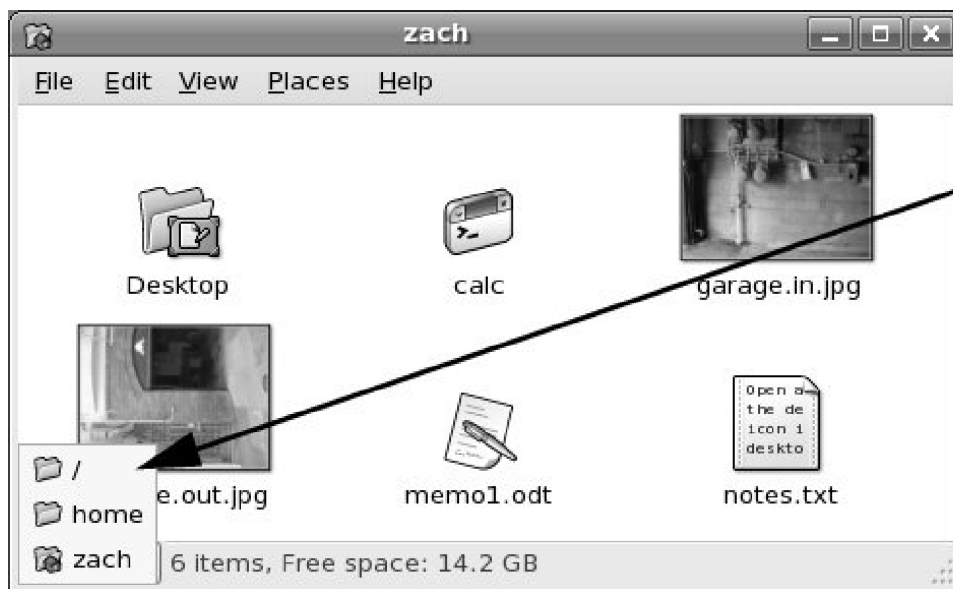 zach
File Edit View Places Help
Desktop calc garage.in.jpg
Open a
the de
icon i
deskto
e.out.jpg memo1.odt notes.txt
/
home
zach 6 items, Free space: 14.2 GB